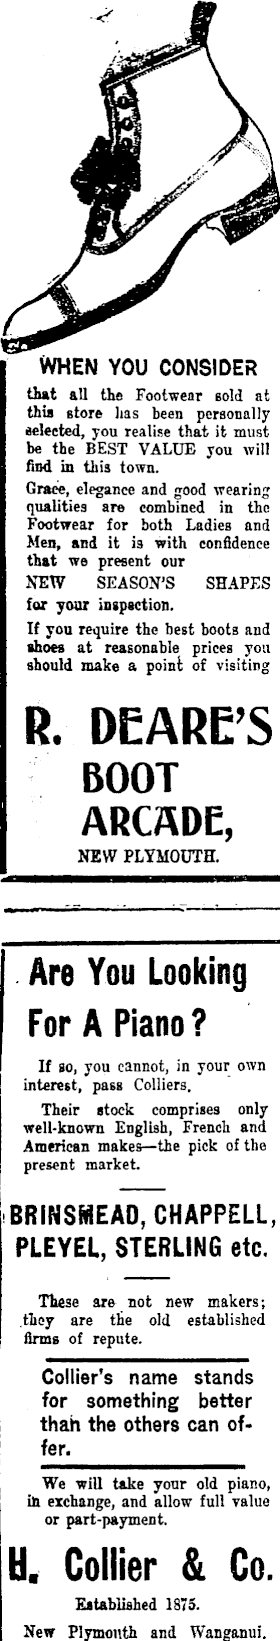 WHEN YOU CONSIDER
that all the Footwear sold at
this store has been personally
selected, you realise that it must
be the BEST VALUE you will
find in this town.
Grace, elegance and good wearing
qualities are combined in the
Footwear for both Ladies and
Men, and it is with confidence
that we present our
NEW SEASON'S SHAPES
for your inspection.
If you require the best boots and
shoes at reasonable prices you
should make a point of visiting
R. DEARE'S
BOOT
ARCADE,
NEW PLYMOUTH.
Are You Looking
For A Piano?
If so, you cannot, in your own
interest, pass Colliers.
Their stock comprises only
well-known English, French and
American makes—the pick of the
present market.
BRINSMEAD, CHAPPELL,
PLEYEL, STERLING etc.
These are not new makers;
they are the old established
firms of repute.
Collier's name stands
for something better
than the others can of-
fer.
We will take your old piano,
in exchange, and allow full value
or part-payment.
H. Collier & Co.
Established 1875.
New Plymouth and Wanganui.